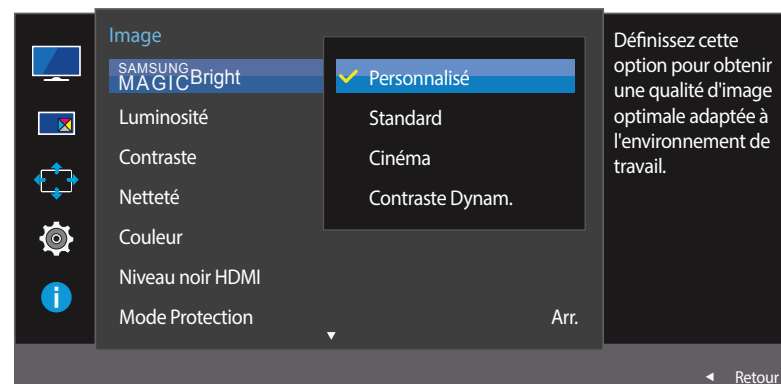 Image
SAMSUNG
MAGICBright
Personnalisé
Luminosité
Standard
Contraste
Cinéma
Netteté
Contraste Dynam.
Couleur
Niveau noir HDMI
Mode Protection Arr.
Définissez cette
option pour obtenir
une qualité d'image
optimale adaptée à
l'environnement de
travail.
Retour